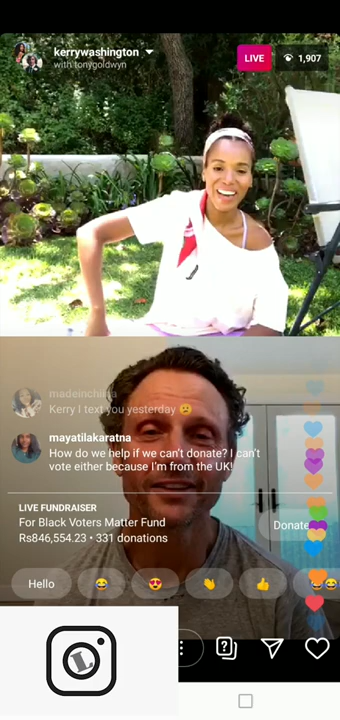 kerrywashington
with tonygoldwyn
LIVE
1,907
madeinchiina
Kerry I text you yesterday 😢
mayatilakaratna
How do we help if we can't donate? I can't
vote either because I'm from the UK!
LIVE FUNDRAISER
For Black Voters Matter Fund
Rs846,554.23 • 331 donations
Donate
Hello
L